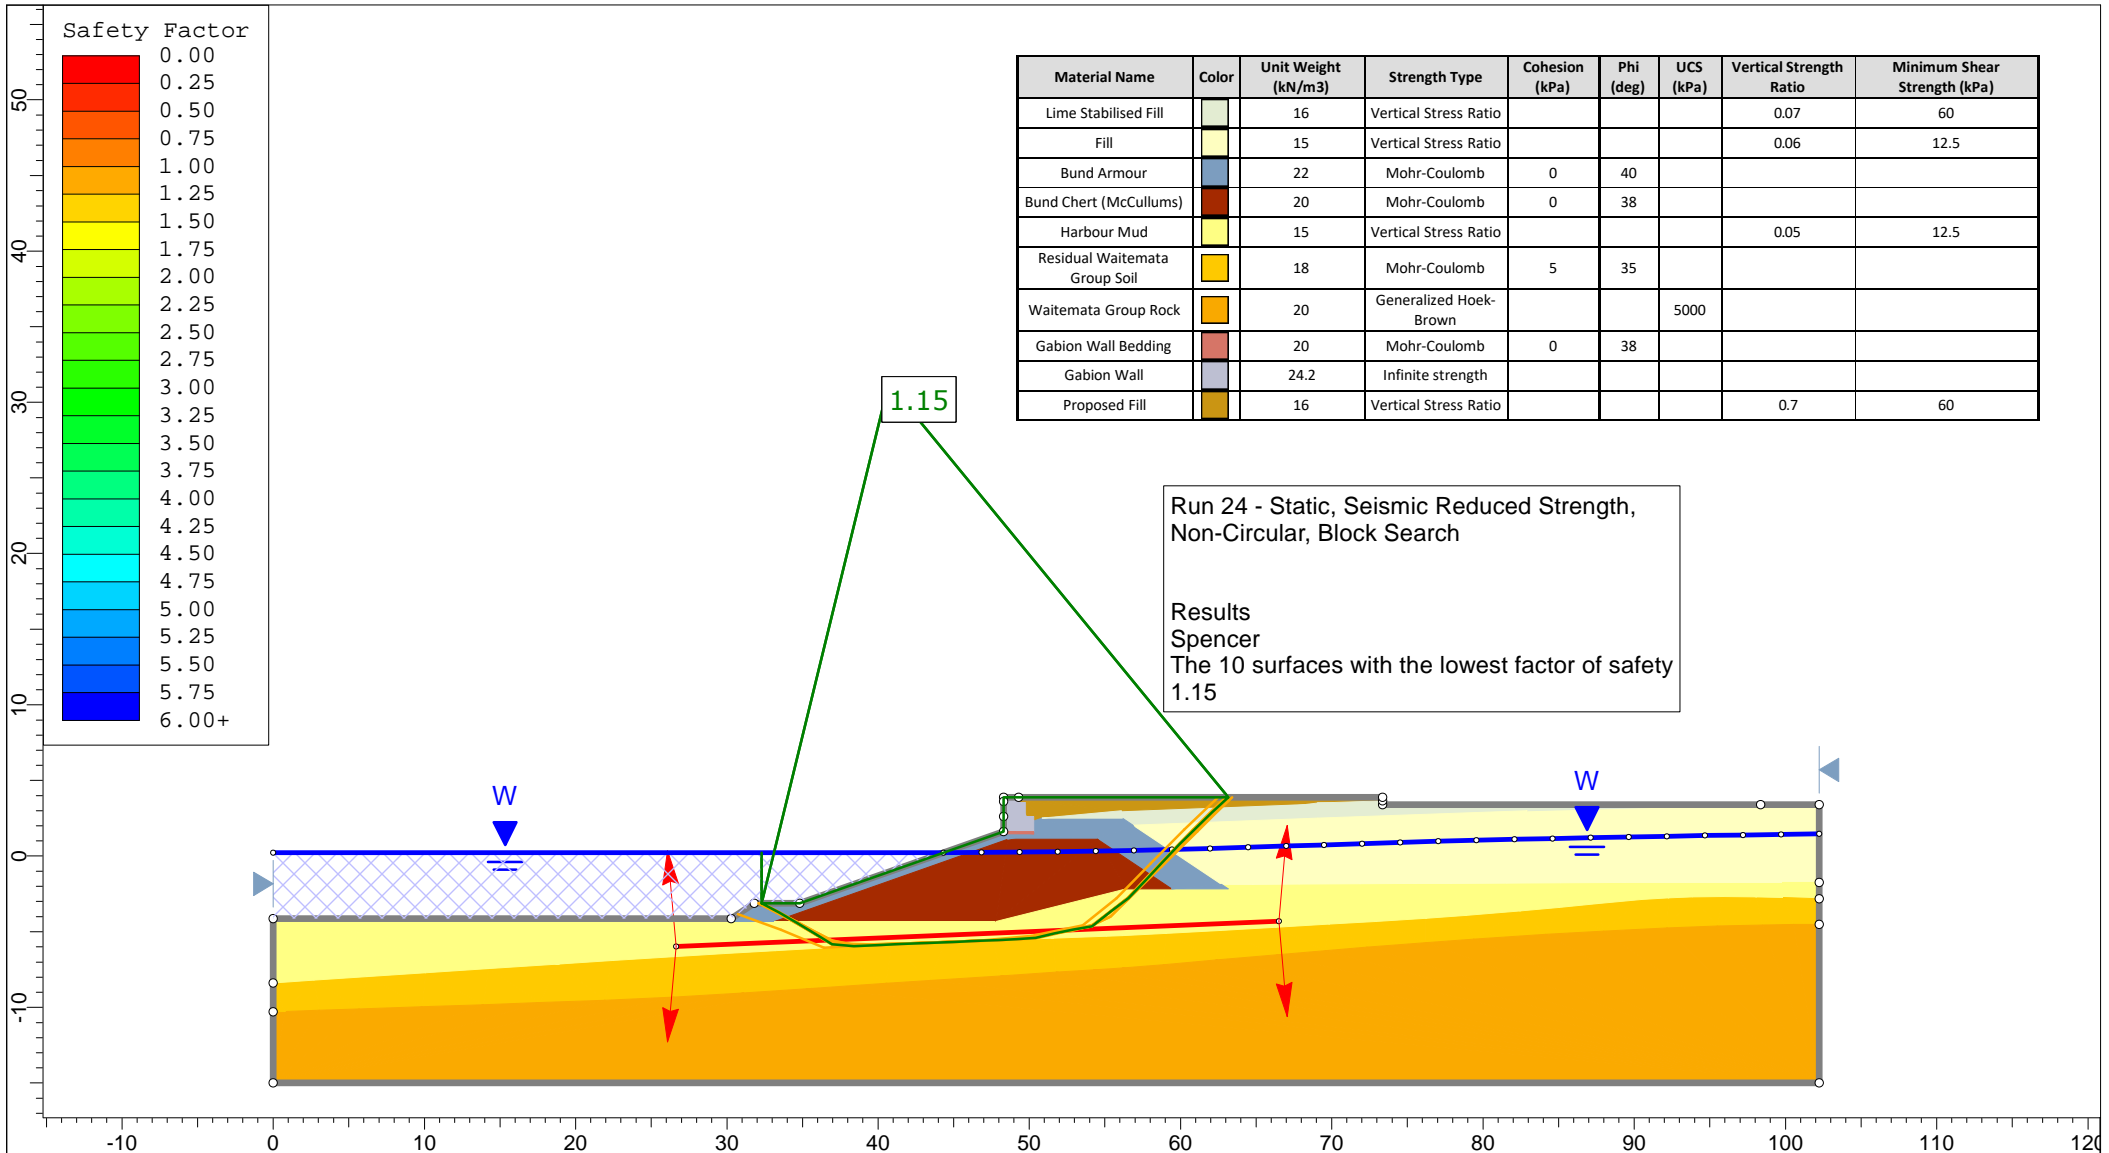 Safety Factor
0.00
0.25
0.50
0.75
1.00
1.25
1.50
1.75
2.00
2.25
2.50
2.75
3.00
3.25
3.50
3.75
4.00
4.25
4.50
4.75
5.00
5.25
5.50
5.75
6.00+
Material Name Color Unit Weight (kN/m3) Strength Type Cohesion (kPa) Phi (deg) UCS (kPa) Vertical Strength Ratio Minimum Shear Strength (kPa)
Lime Stabilised Fill 16 Vertical Stress Ratio 0.07 60
Fill 15 Vertical Stress Ratio 0.06 12.5
Bund Armour 22 Mohr-Coulomb 0 40
Bund Chert (McCullums) 20 Mohr-Coulomb 0 38
Harbour Mud 15 Vertical Stress Ratio 0.05 12.5
Residual Waitemata Group Soil 18 Mohr-Coulomb 5 35
Waitemata Group Rock 20 Generalized Hoek-Brown 5000
Gabion Wall Bedding 20 Mohr-Coulomb 0 38
Gabion Wall 24.2 Infinite strength
Proposed Fill 16 Vertical Stress Ratio 0.7 60
1.15
Run 24 - Static, Seismic Reduced Strength,
Non-Circular, Block Search
Results
Spencer
The 10 surfaces with the lowest factor of safety
1.15
W
W
50
40
30
20
10
0
-10
-10 0 10 20 30 40 50 60 70 80 90 100 110